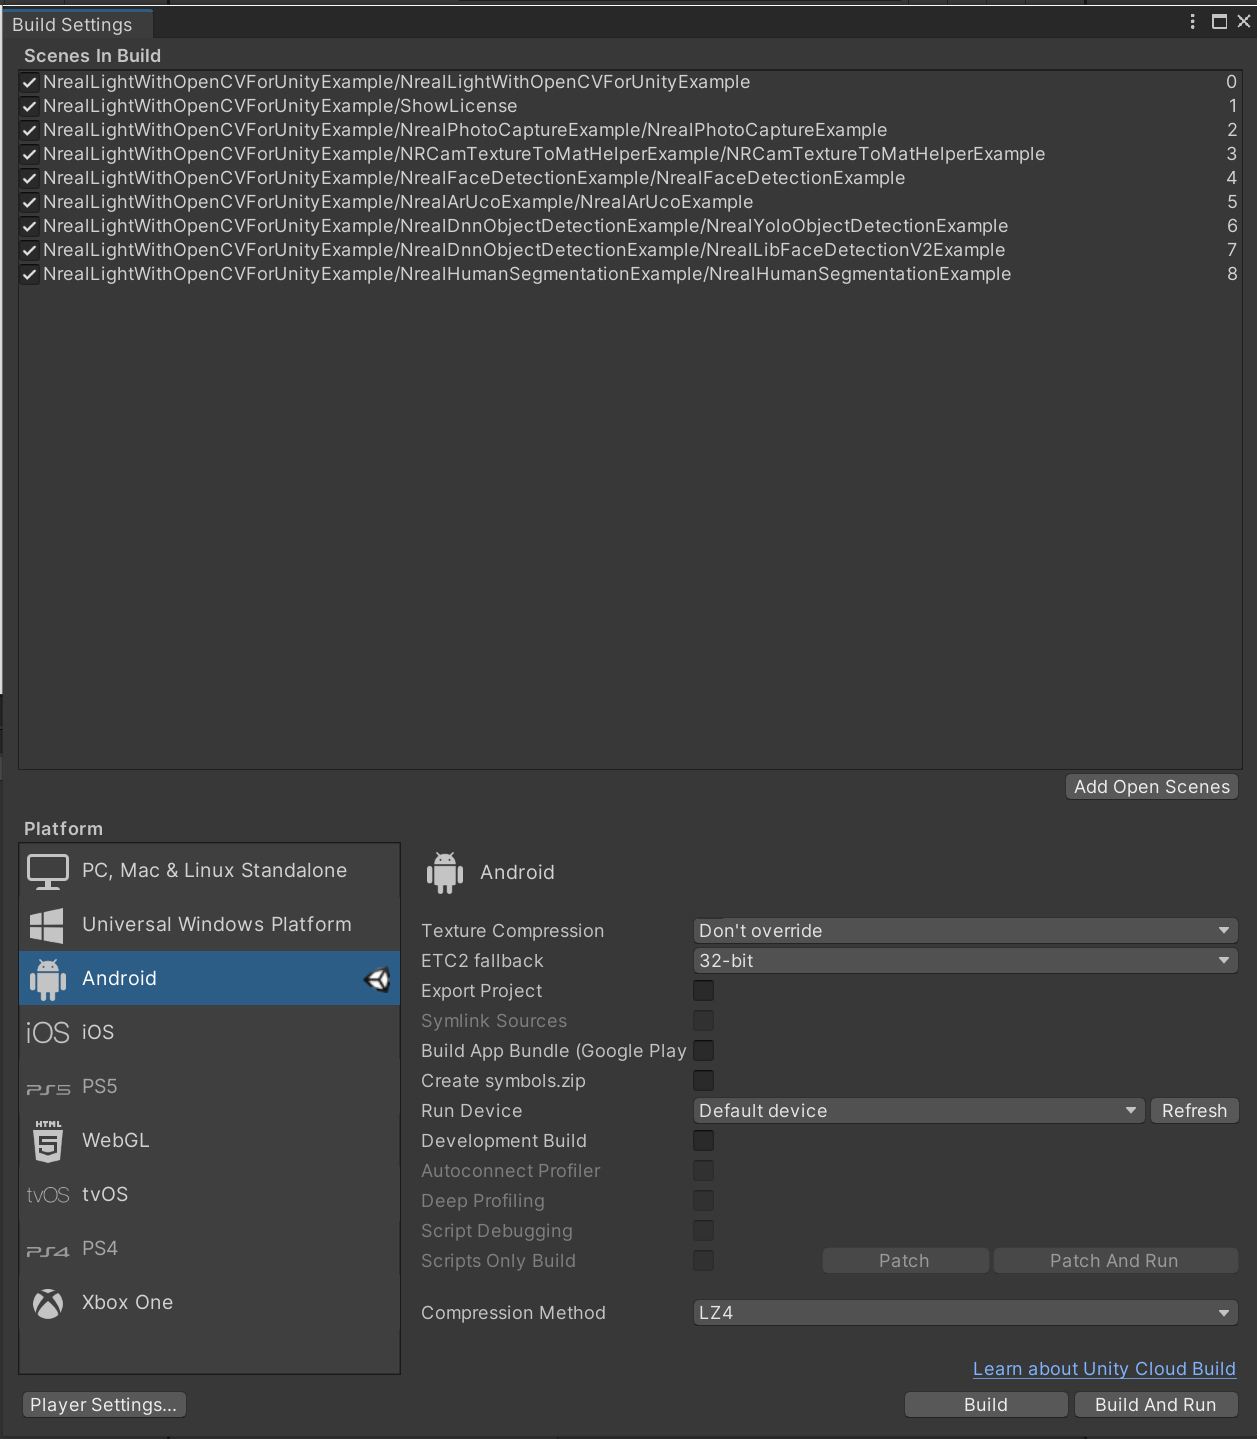 Build Settings
Scenes In Build
NrealLightWithOpenCVForUnityExample/NrealLightWithOpenCVForUnityExample 0
NrealLightWithOpenCVForUnityExample/ShowLicense 1
NrealLightWithOpenCVForUnityExample/NrealPhotoCaptureExample/NrealPhotoCaptureExample 2
NrealLightWithOpenCVForUnityExample/NRCamTextureToMatHelperExample/NRCamTextureToMatHelperExample 3
NrealLightWithOpenCVForUnityExample/NrealFaceDetectionExample/NrealFaceDetectionExample 4
NrealLightWithOpenCVForUnityExample/NrealArUcoExample/NrealArUcoExample 5
NrealLightWithOpenCVForUnityExample/NrealDnnObjectDetectionExample/NrealYoloObjectDetectionExample 6
NrealLightWithOpenCVForUnityExample/NrealDnnObjectDetectionExample/NrealLibFaceDetectionV2Example 7
NrealLightWithOpenCVForUnityExample/NrealHumanSegmentationExample/NrealHumanSegmentationExample 8
Add Open Scenes
Platform
PC, Mac & Linux Standalone
Universal Windows Platform
Android
iOS iOS
PS5 PS5
HTML 5 WebGL
tvOS tvOS
PS4 PS4
Xbox One
Player Settings...
Android
Texture Compression Don't override
ETC2 fallback 32-bit
Export Project
Symlink Sources
Build App Bundle (Google Play
Create symbols.zip
Run Device Default device Refresh
Development Build
Autoconnect Profiler
Deep Profiling
Script Debugging
Scripts Only Build Patch Patch And Run
Compression Method LZ4
Learn about Unity Cloud Build
Build Build And Run